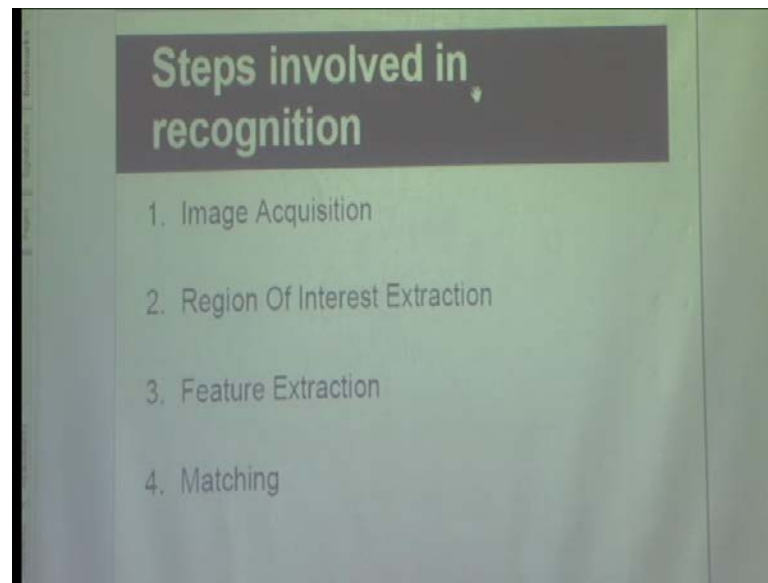 Steps involved in
recognition
1. Image Acquisition
2. Region Of Interest Extraction
3. Feature Extraction
4. Matching